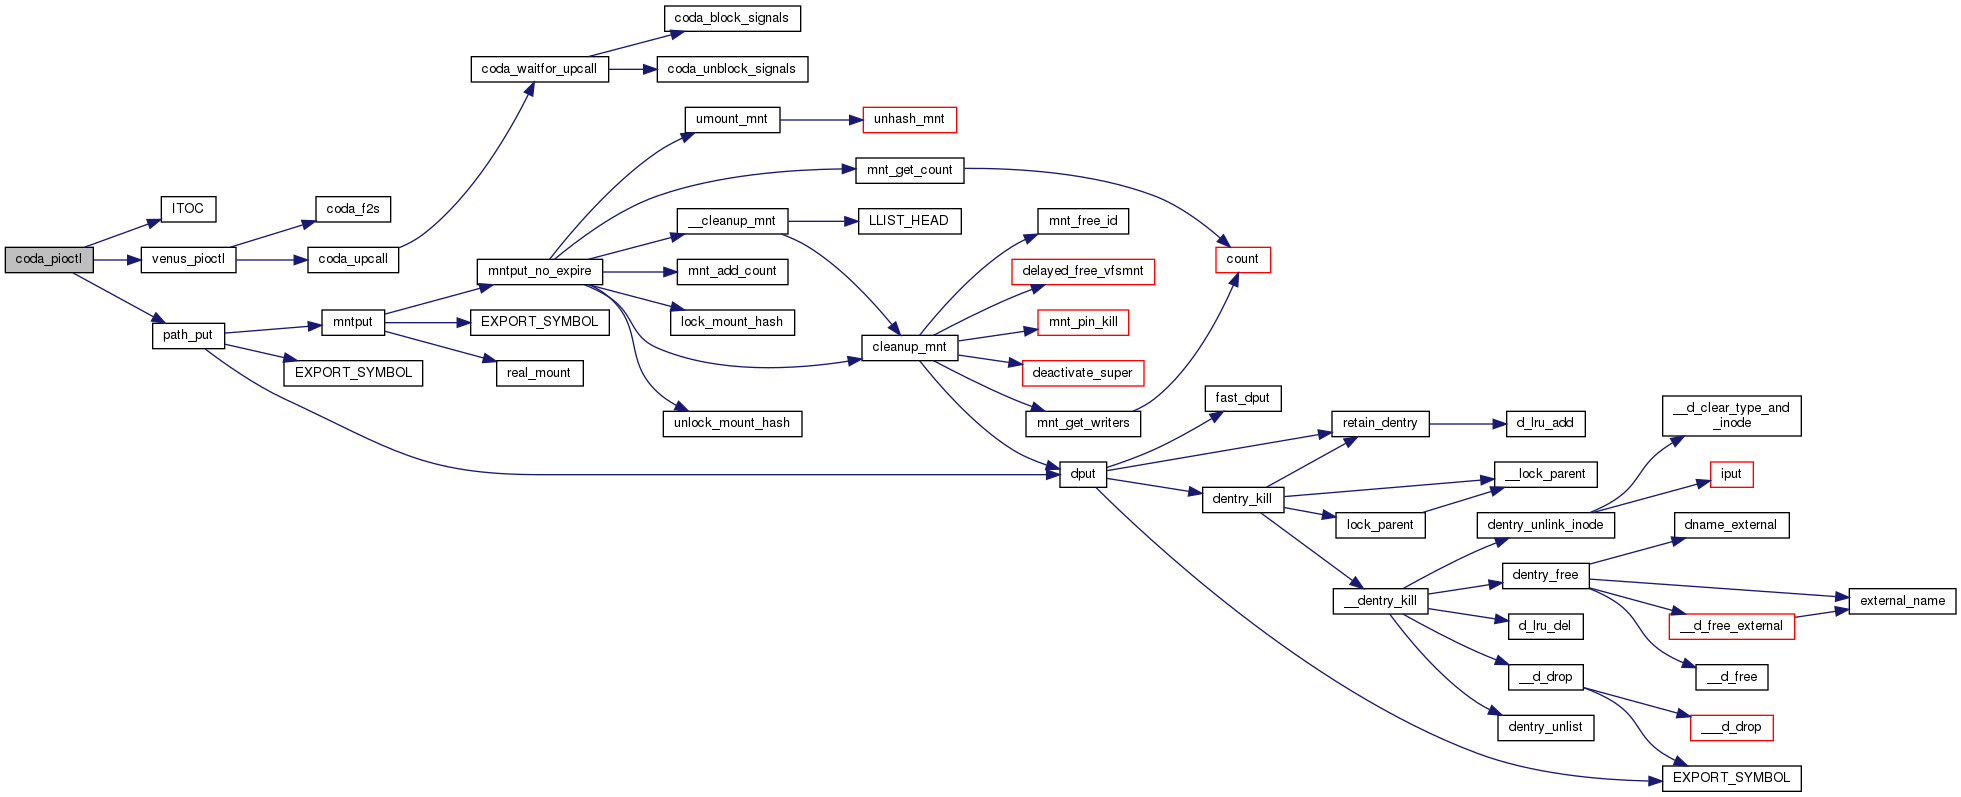 coda_block_signals
coda_waitfor_upcall
coda_unblock_signals
umount_mnt
unhash_mnt
mnt_get_count
ITOC
coda_f2s
__cleanup_mnt
LLIST_HEAD
mnt_free_id
coda_pioctl
venus_pioctl
coda_upcall
count
mntput_no_expire
mnt_add_count
delayed_free_vfsmnt
path_put
mntput
EXPORT_SYMBOL
lock_mount_hash
mnt_pin_kill
cleanup_mnt
EXPORT_SYMBOL
real_mount
deactivate_super
fast_dput
unlock_mount_hash
mnt_get_writers
retain_dentry
d_lru_add
__d_clear_type_and
_inode
dput
__lock_parent
iput
dentry_kill
lock_parent
dentry_unlink_inode
dname_external
dentry_free
__dentry_kill
external_name
d_lru_del
__d_free_external
__d_drop
__d_free
dentry_unlist
___d_drop
EXPORT_SYMBOL